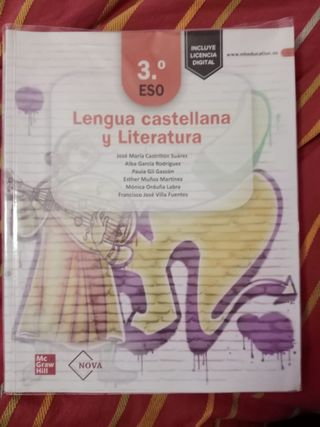 INCLUYE
LICENCIA
DIGITAL
www.mheducation.es
3.º
ESO
Lengua castellana
y Literatura
José María Castrillón Suárez
Alba García Rodríguez
Paula Gil Gascón
Esther Muñoz Martínez
Mónica Orduña Labra
Francisco José Villa Fuentes
Mc
Graw
Hill
NOVA